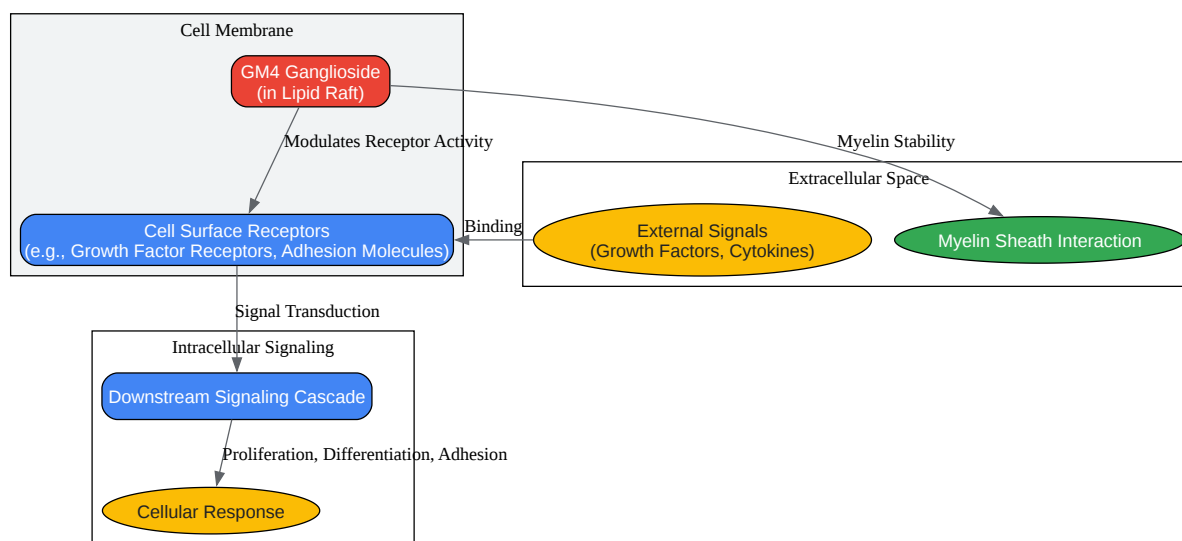 Cell Membrane
GM4 Ganglioside
(in Lipid Raft)
Modulates Receptor Activity
Myelin Stability
Extracellular Space
Cell Surface Receptors
(e.g., Growth Factor Receptors, Adhesion Molecules)
Binding
External Signals
(Growth Factors, Cytokines)
Myelin Sheath Interaction
Signal Transduction
Intracellular Signaling
Downstream Signaling Cascade
Proliferation, Differentiation, Adhesion
Cellular Response